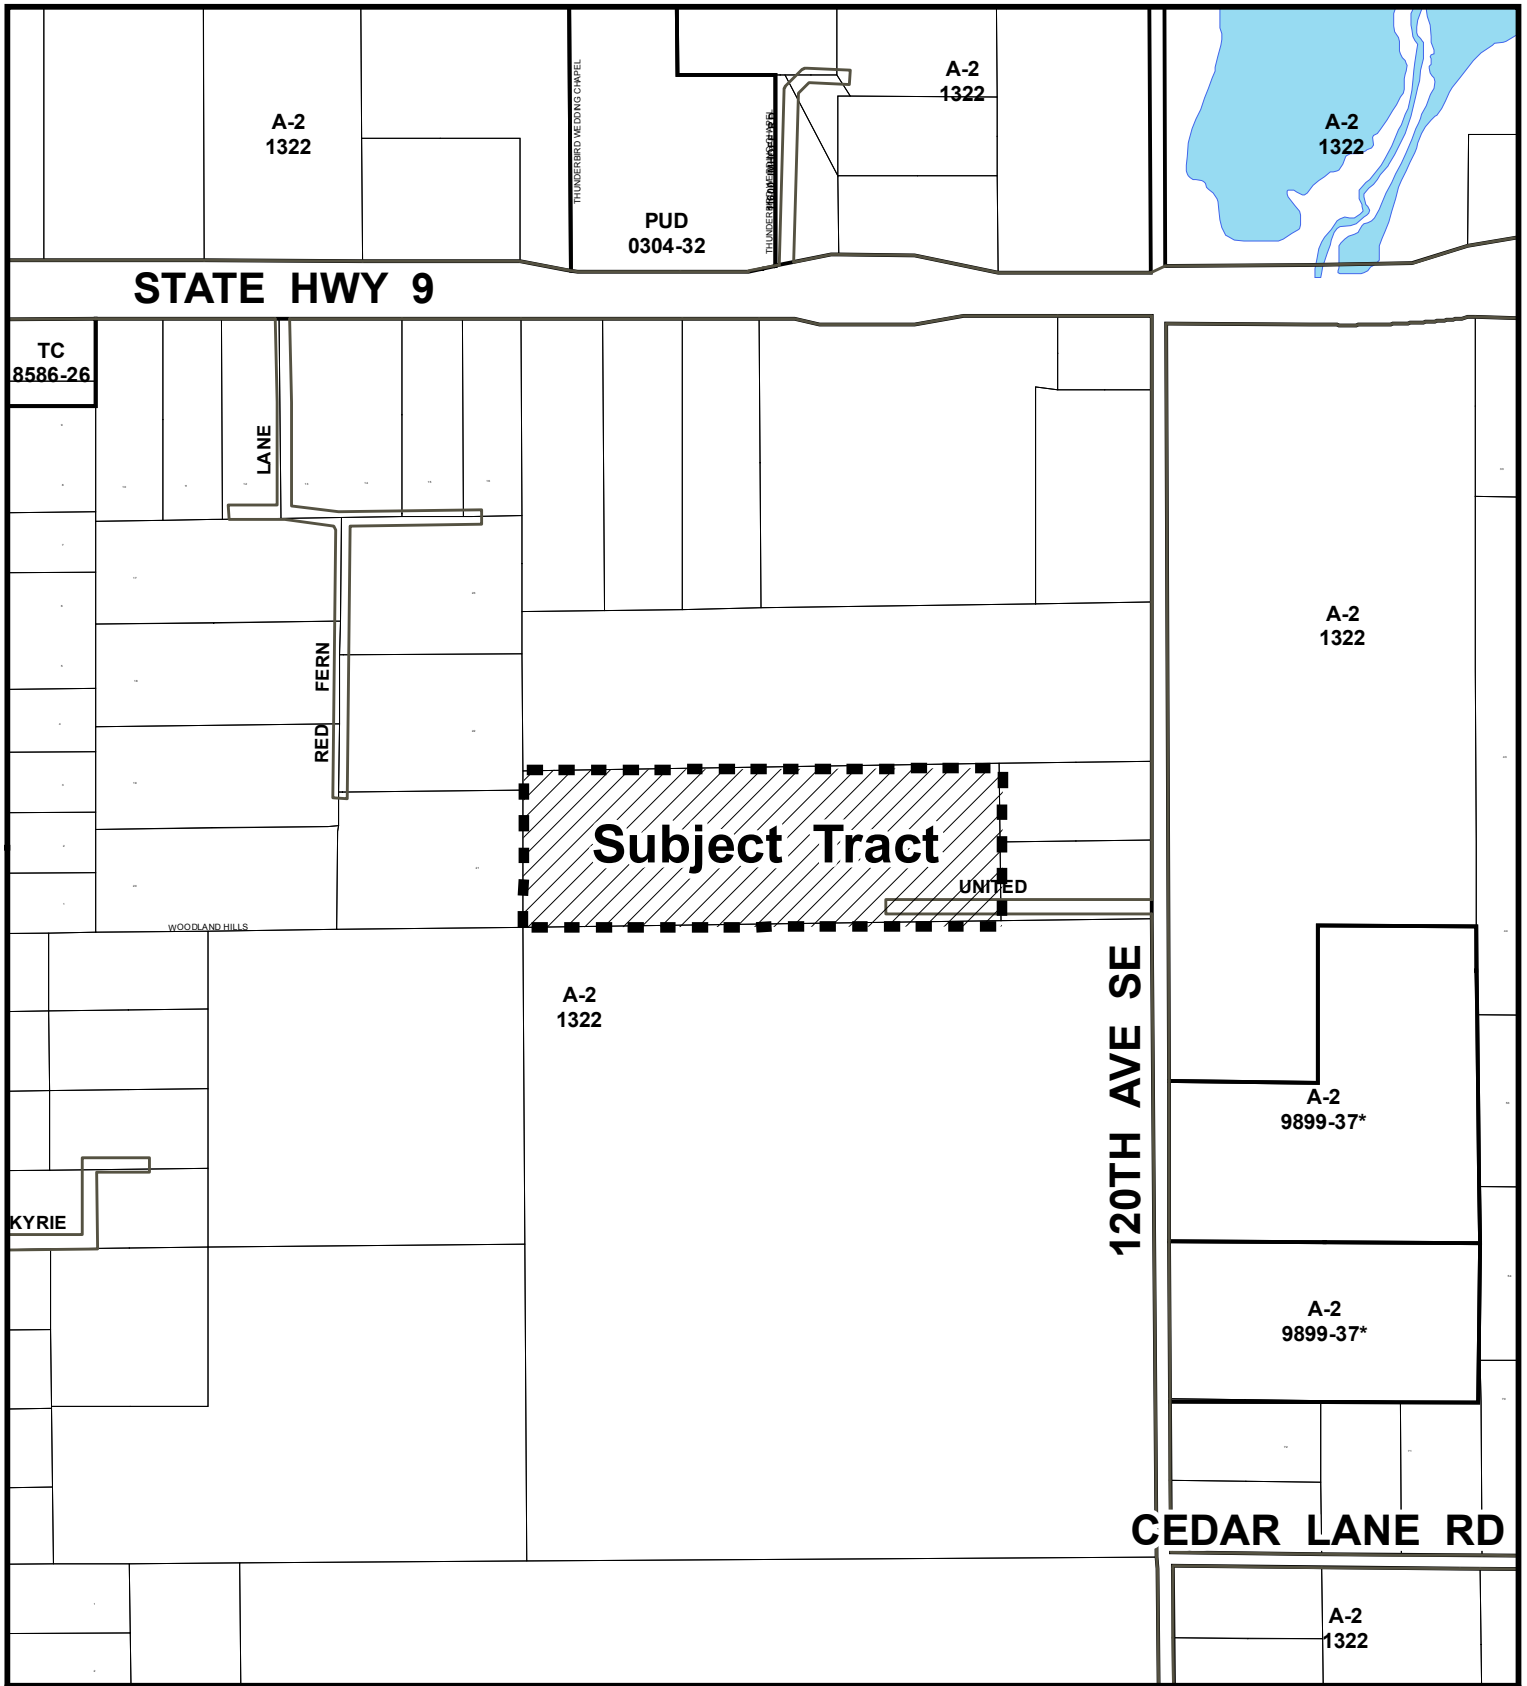 THUNDERBIRD WEDDING CHAPEL
A-2
1322
A-2
1322
A-2
1322
PUD
0304-32
STATE HWY 9
TC
8586-26
LANE
RED FERN
A-2
1322
Subject Tract
UNITED
WOODLAND HILLS
A-2
1322
120TH AVE SE
A-2
9899-37*
KYRIE
A-2
9899-37*
CEDAR LANE RD
A-2
1322